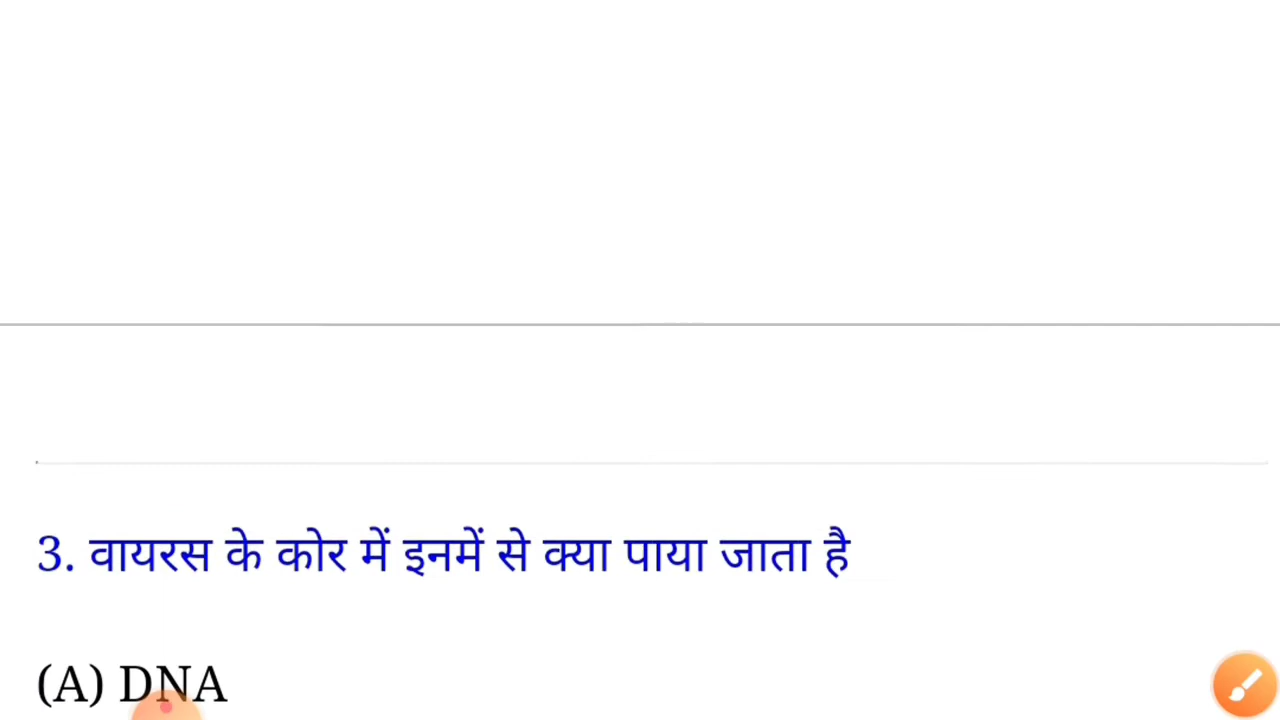 3. वायरस के कोर में इनमें से क्या पाया जाता है
(A) DNA